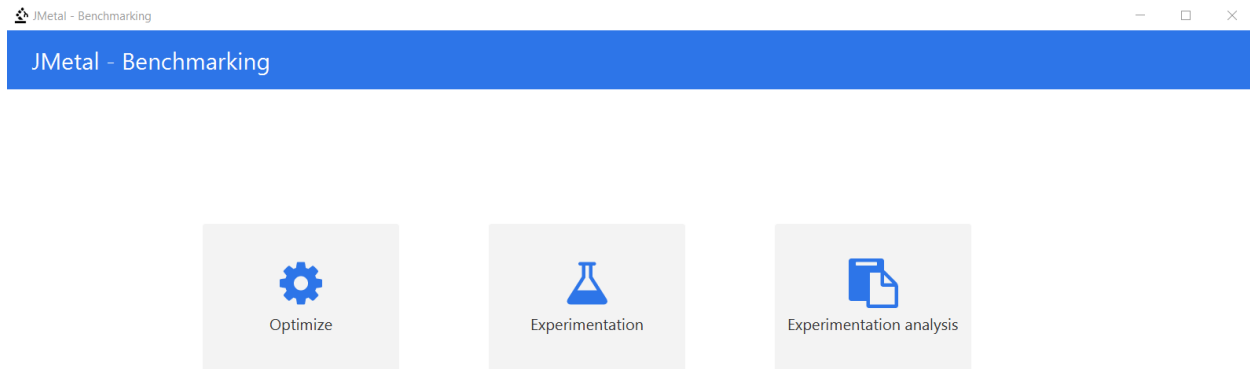 JMetal - Benchmarking
JMetal - Benchmarking
Optimize
Experimentation
Experimentation analysis